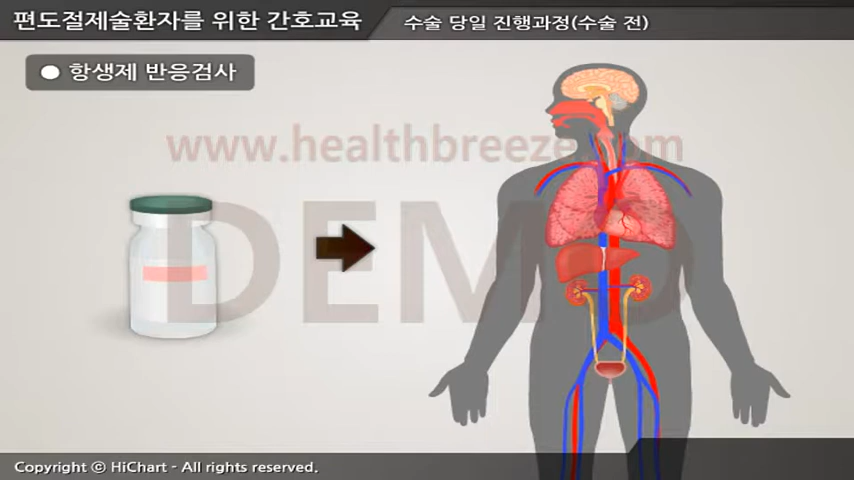 편도절제술환자를 위한 간호교육
수술 당일 진행과정(수술 전)
● 항생제 반응검사
www.healthbreeze.com
DEMO
Copyright ⓒ HiChart - All rights reserved.